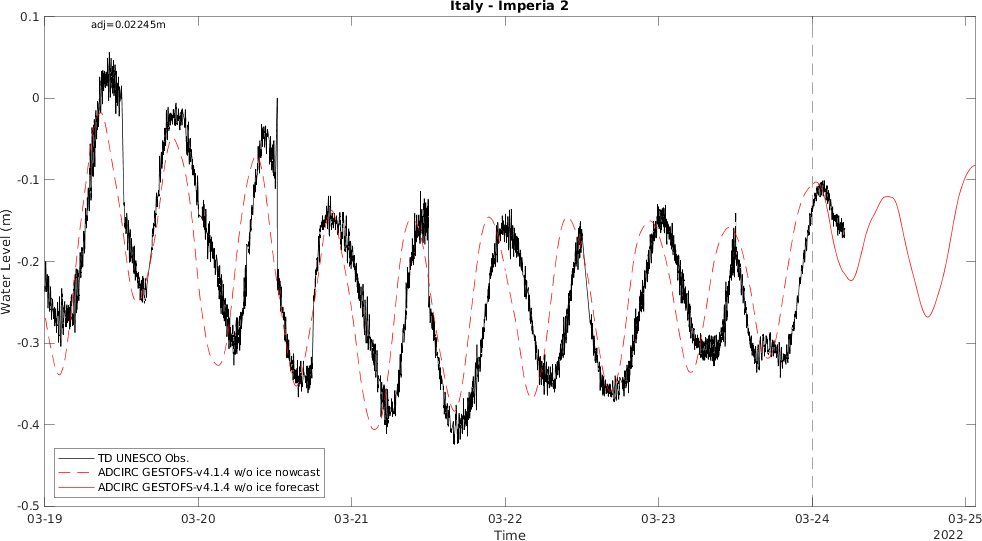 Italy - Imperia 2
adj=0.02245m
0.1
0
-0.1
-0.2
-0.3
-0.4
-0.5
Water Level (m)
TD UNESCO Obs.
ADCIRC GESTOFS-v4.1.4 w/o ice nowcast
ADCIRC GESTOFS-v4.1.4 w/o ice forecast
03-19 03-20 03-21 03-22 03-23 03-24 03-25
Time
2022